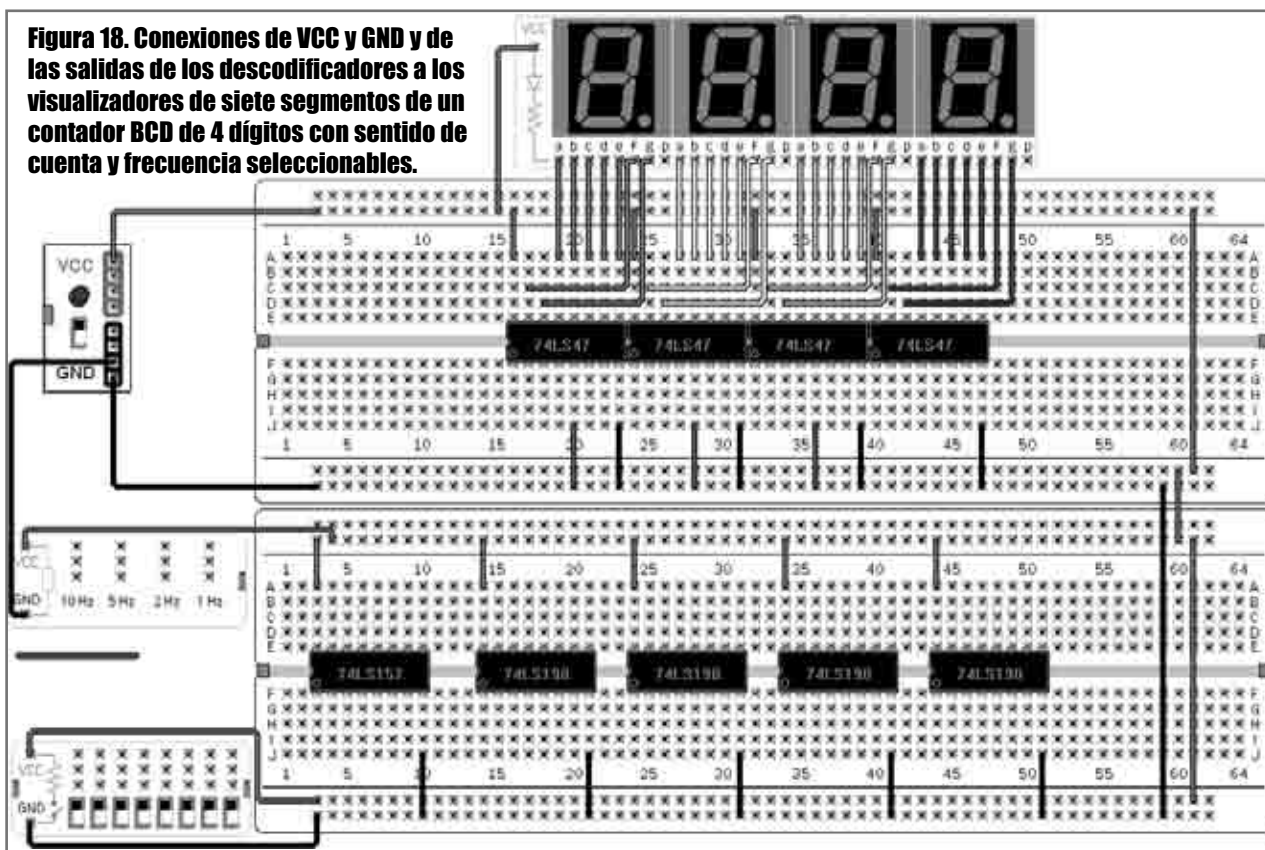 Figura 18. Conexiones de VCC y GND y de
las salidas de los descodificadores a los
visualizadores de siete segmentos de un
contador BCD de 4 dígitos con sentido de
cuenta y frecuencia seleccionables.
VCC
a b c d e f g p a b c d e f g p a b c d e f g p a b c d e f g p
1 5 10 15 20 25 30 35 40 45 50 55 60 64
A A
B B
C C
D D
E E
VCC
GND
74LS47 74LS47 74LS47 74LS47
F F
G G
H H
I I
J J
1 5 10 15 20 25 30 35 40 45 50 55 60 64
VCC
GND 10 Hz 5 Hz 2 Hz 1 Hz
1 5 10 15 20 25 30 35 40 45 50 55 60 64
A A
B B
C C
D D
E E
74LS157 74LS190 74LS190 74LS190 74LS190
F F
G G
H H
I I
J J
1 5 10 15 20 25 30 35 40 45 50 55 60 64
VCC
GND